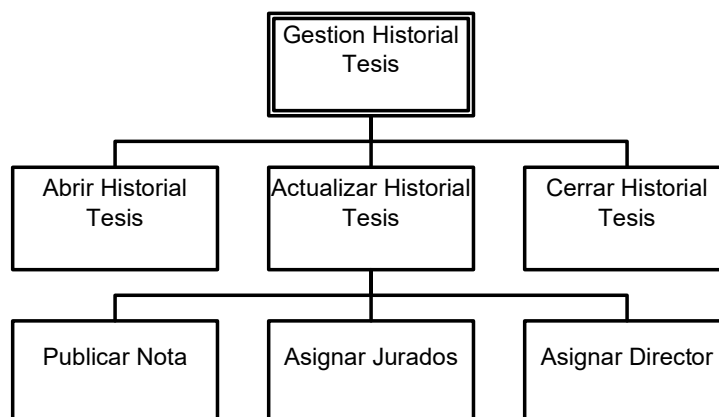 Gestion Historial
Tesis
Abrir Historial
Tesis
Actualizar Historial
Tesis
Cerrar Historial
Tesis
Publicar Nota
Asignar Jurados
Asignar Director